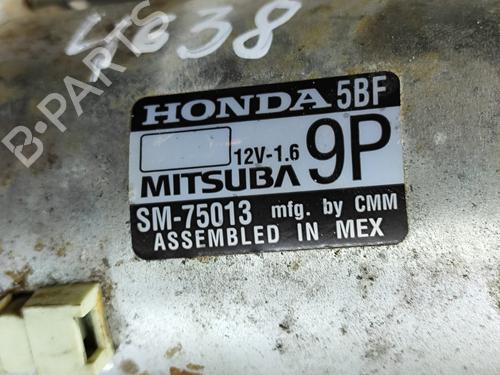 4638
B-PARTS
HONDA 5BF
12V-1.6 9P
MITSUBA
SM-75013 mfg. by CMM
ASSEMBLED IN MEX